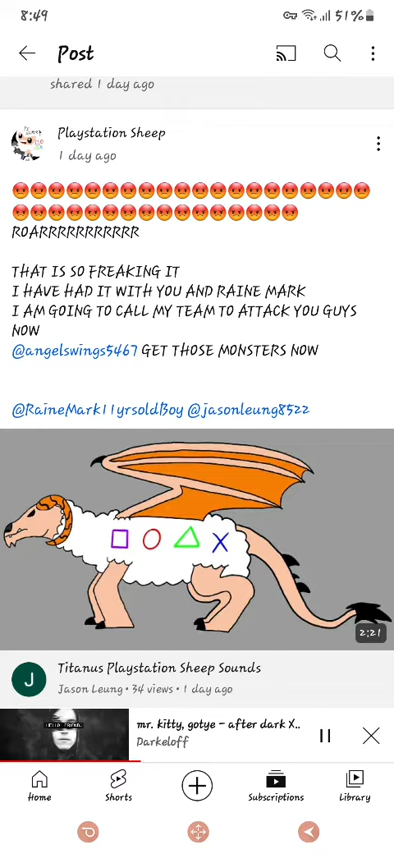 8:49
51%
Post
shared 1 day ago
Playstation Sheep
1 day ago
ROARRRRRRRRRRR
THAT IS SO FREAKING IT
I HAVE HAD IT WITH YOU AND RAINE MARK
I AM GOING TO CALL MY TEAM TO ATTACK YOU GUYS
NOW
@angelswings5467 GET THOSE MONSTERS NOW
@RaineMark11yrsoldBoy @jasonleung8522
2:21
J
Titanus Playstation Sheep Sounds
Jason Leung • 34 views • 1 day ago
HELLO, FRIEND.
mr. kitty, gotye – after dark X..
Darkeloff
Home
Shorts
Subscriptions
Library